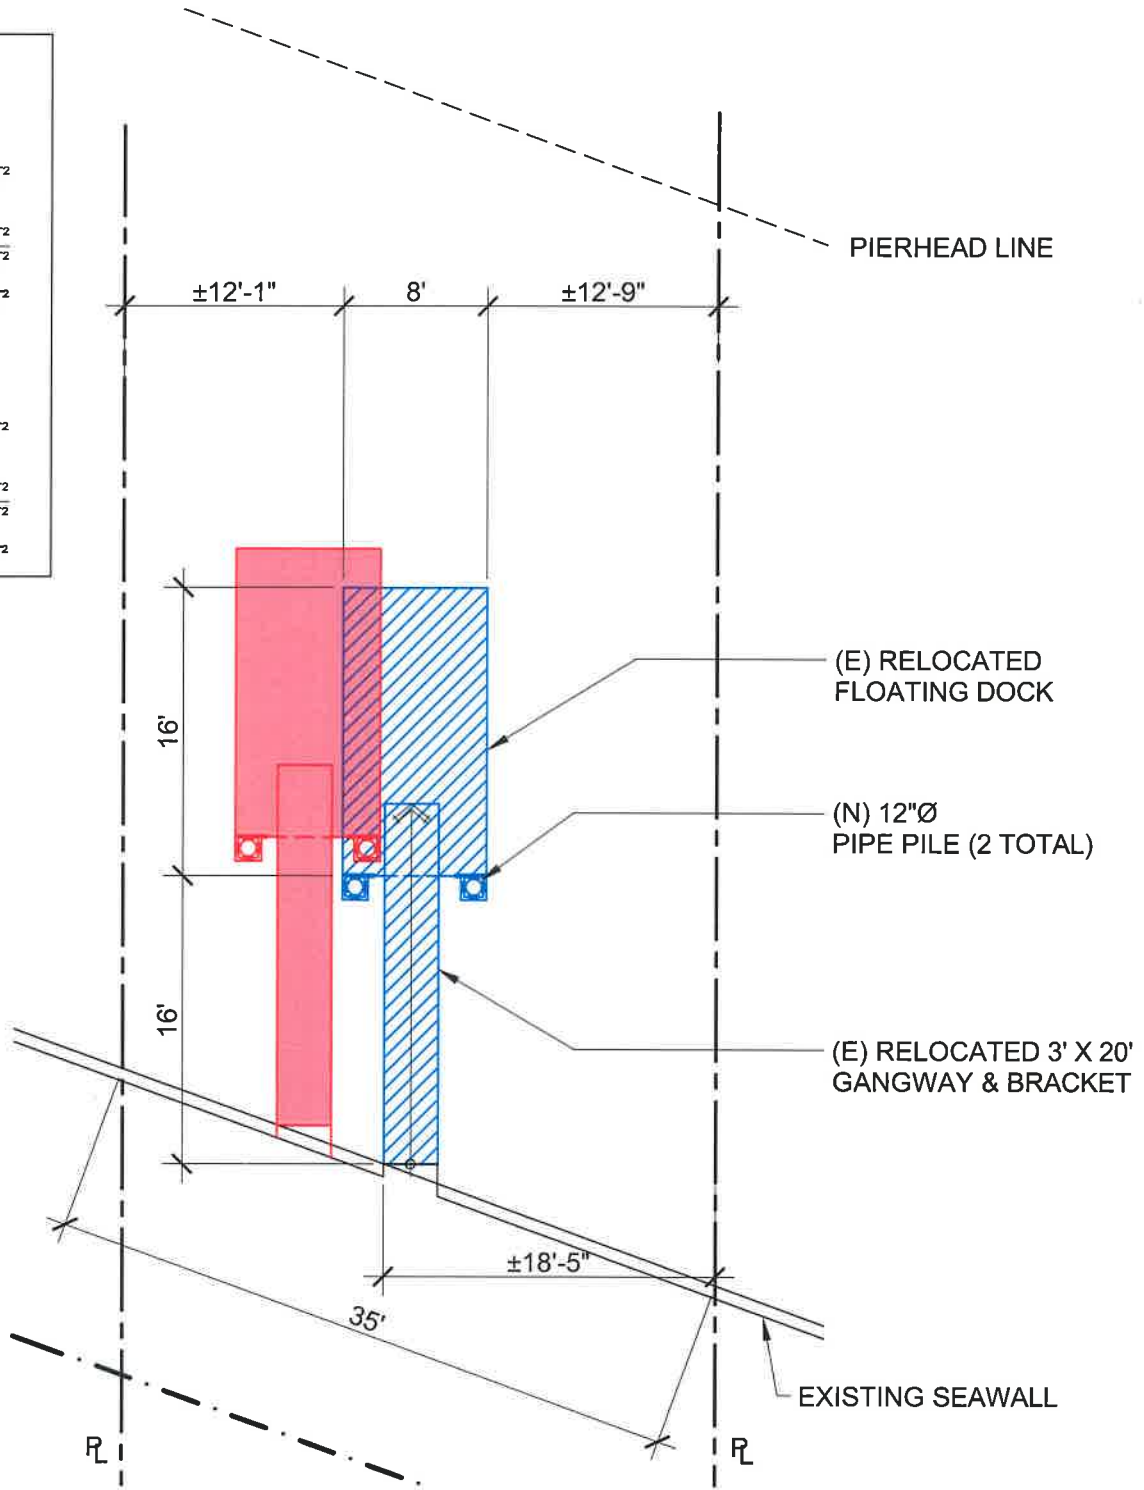 PIERHEAD LINE
±12'-1"
8'
±12'-9"
16'
(E) RELOCATED
FLOATING DOCK
(N) 12"Ø
PIPE PILE (2 TOTAL)
16'
(E) RELOCATED 3' X 20'
GANGWAY & BRACKET
±18'-5"
35'
EXISTING SEAWALL
PL
PL